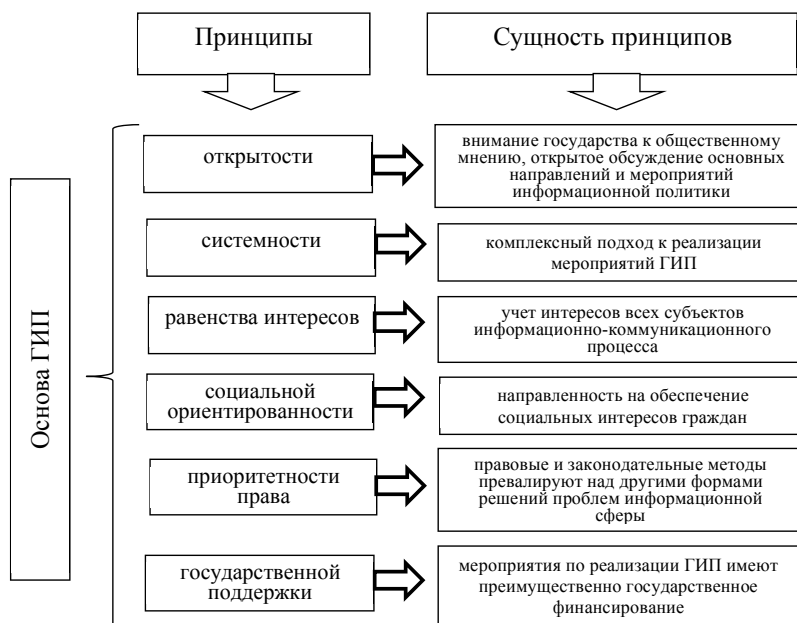 Принципы
Сущность принципов
Основа ГИП
открытости
внимание государства к общественному
мнению, открытое обсуждение основных
направлений и мероприятий
информационной политики
системности
комплексный подход к реализации
мероприятий ГИП
равенства интересов
учет интересов всех субъектов
информационно-коммуникационного
процесса
социальной
ориентированности
направленность на обеспечение
социальных интересов граждан
приоритетности
права
правовые и законодательные методы
превалируют над другими формами
решений проблем информационной
сферы
государственной
поддержки
мероприятия по реализации ГИП имеют
преимущественно государственное
финансирование